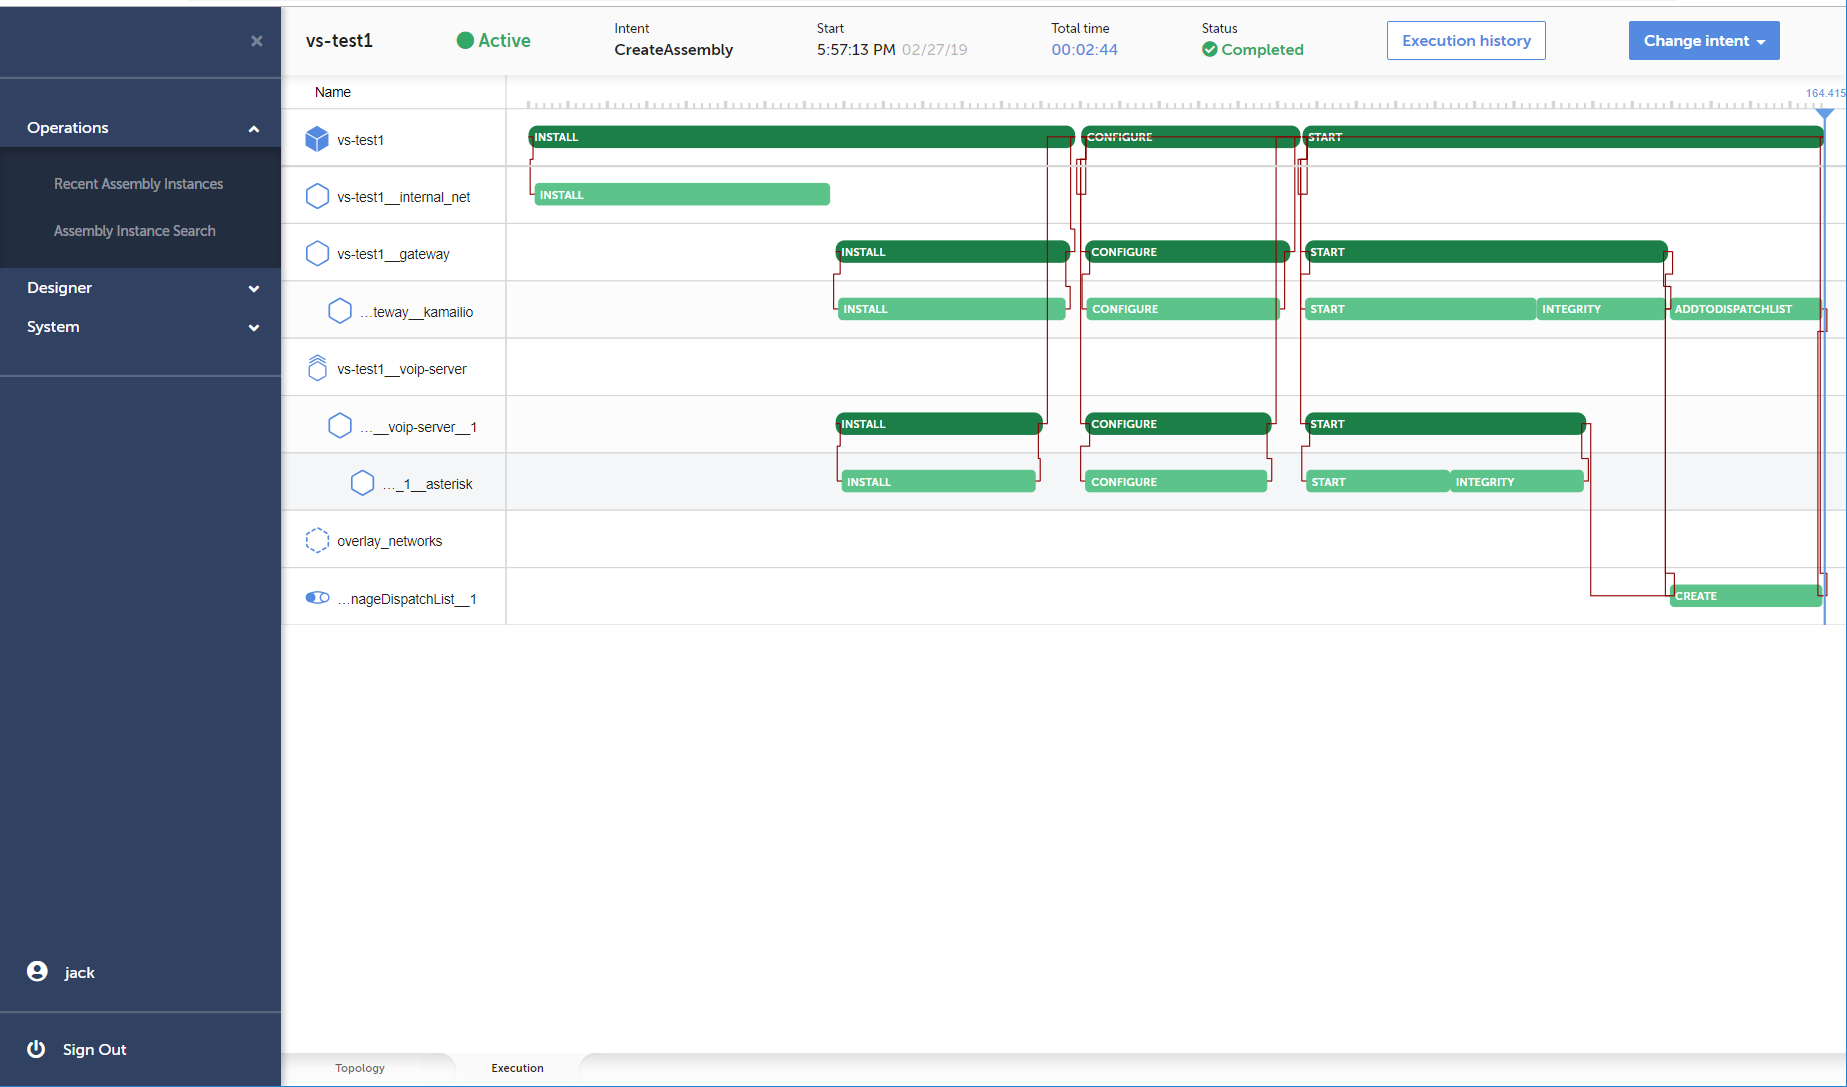 ×
Operations
Recent Assembly Instances
Assembly Instance Search
Designer
System
jack
Sign Out
vs-test1
Active
Intent
CreateAssembly
Start
5:57:13 PM 02/27/19
Total time
00:02:44
Status
Completed
Execution history
Change intent
Name
164.415
vs-test1
INSTALL CONFIGURE START
vs-test1__internal_net
INSTALL
vs-test1__gateway
INSTALL CONFIGURE START
...teway__kamailio
INSTALL CONFIGURE START INTEGRITY ADDTODISPATCHLIST
vs-test1__voip-server
...__voip-server__1
INSTALL CONFIGURE START
..._1__asterisk
INSTALL CONFIGURE START INTEGRITY
overlay_networks
...nageDispatchList__1
CREATE
Topology
Execution